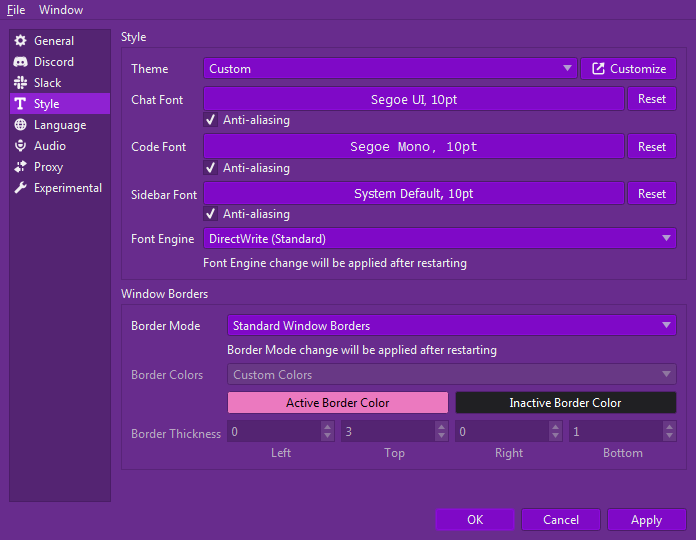 File Window
General
Discord
Slack
Style
Language
Audio
Proxy
Experimental
Style
Theme Custom Customize
Chat Font Segoe UI, 10pt Reset
Anti-aliasing
Code Font Segoe Mono, 10pt Reset
Anti-aliasing
Sidebar Font System Default, 10pt Reset
Anti-aliasing
Font Engine DirectWrite (Standard)
Font Engine change will be applied after restarting
Window Borders
Border Mode Standard Window Borders
Border Mode change will be applied after restarting
Border Colors Custom Colors
Active Border Color Inactive Border Color
Border Thickness 0 3 0 1
Left Top Right Bottom
OK Cancel Apply